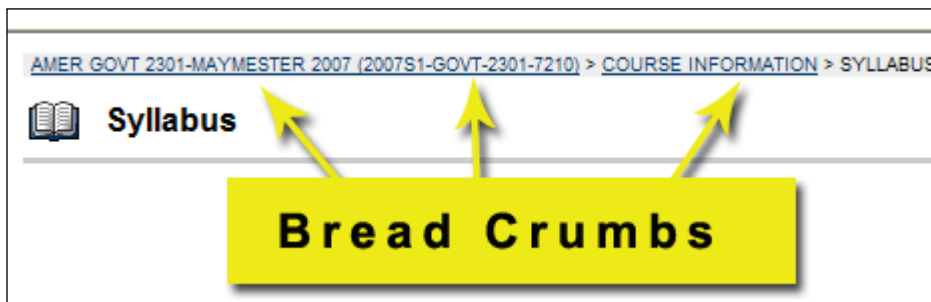 AMER GOVT 2301-MAYMESTER 2007 (2007S1-GOVT-2301-7210) > COURSE INFORMATION > SYLLABUS
Syllabus
Bread Crumbs